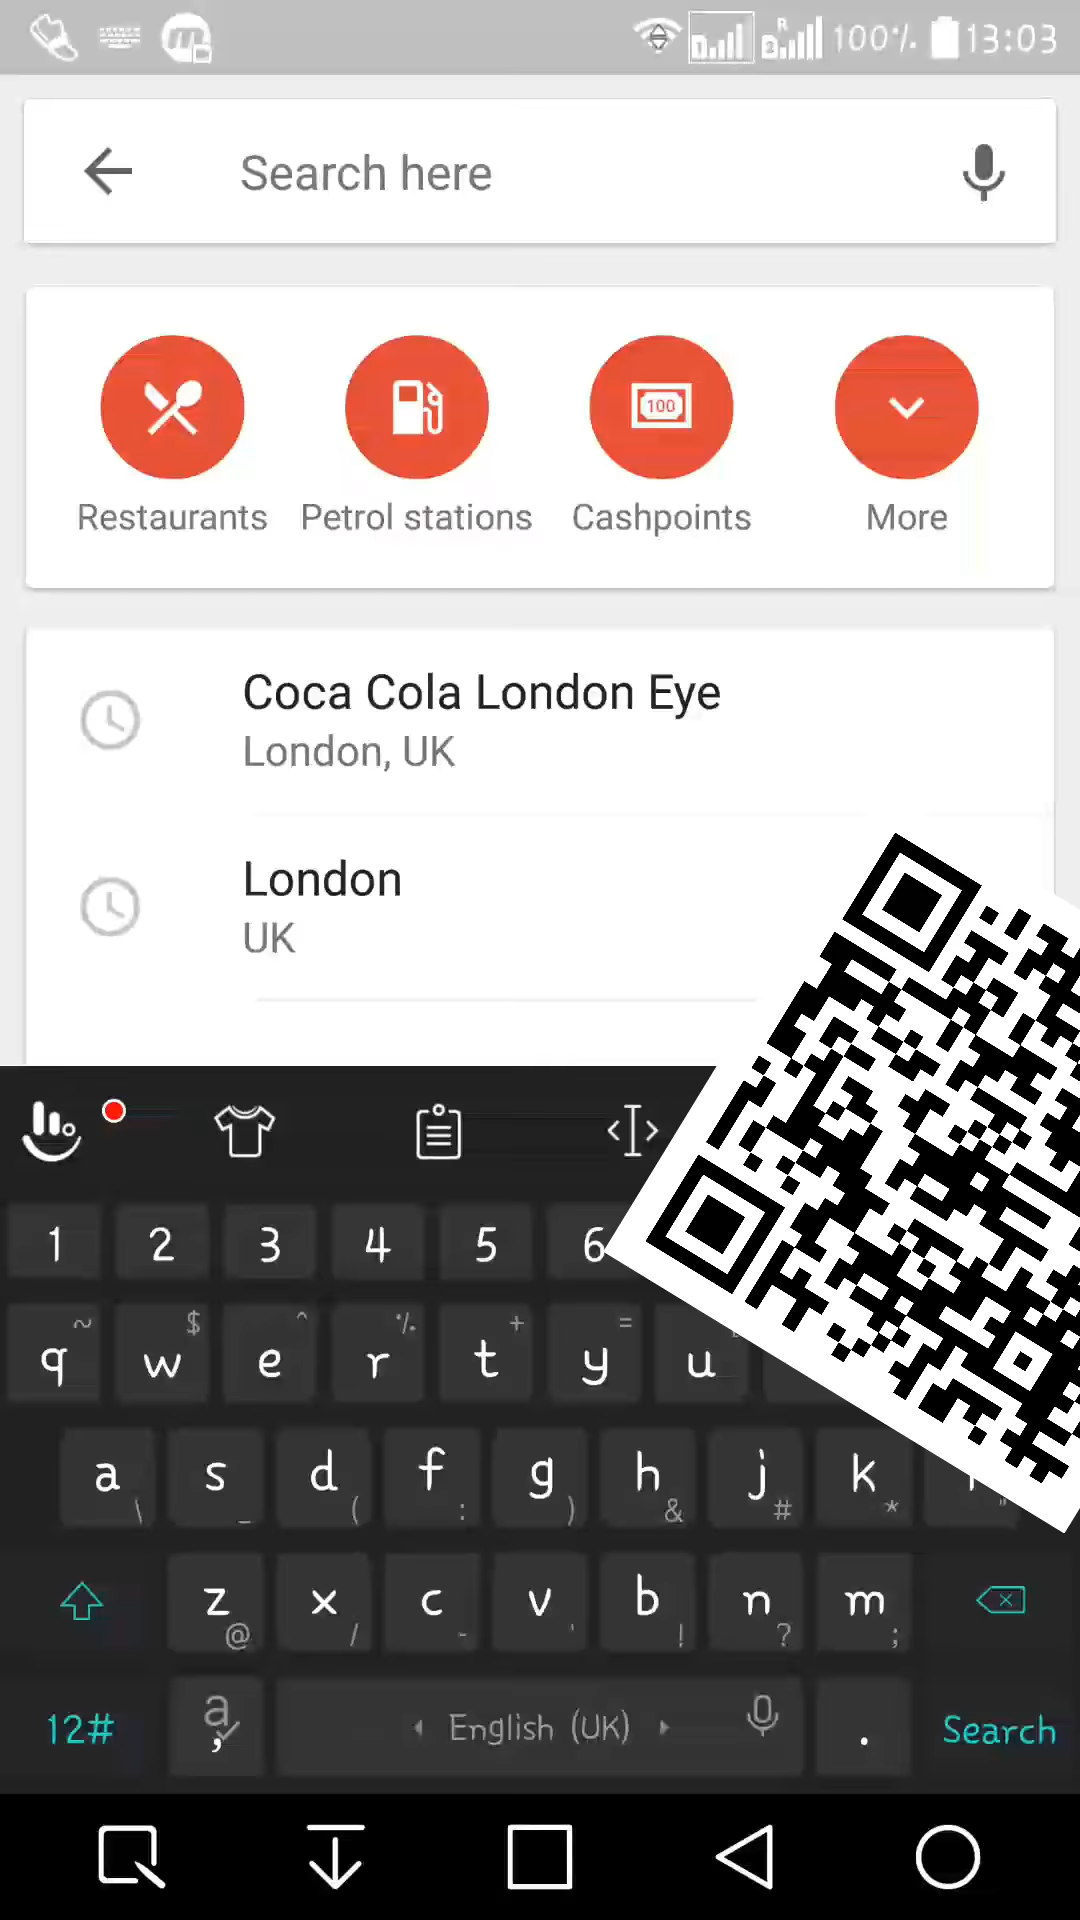 100% 13:03
Search here
Restaurants Petrol stations Cashpoints More
Coca Cola London Eye
London, UK
London
UK
1 2 3 4 5 6
~ $ ^ % + =
q w e r t y u
a s d f g h j k
\ _ ( : ) & # * "
z x c v b n m
@ / - ' ! ? ;
12# a , English (UK) . Search